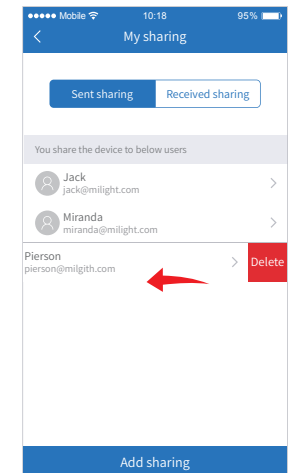 Mobile 10:18 95%
My sharing
Sent sharing Received sharing
You share the device to below users
Jack
jack@milight.com
Miranda
miranda@milight.com
Pierson
pierson@milgith.com
Delete
Add sharing